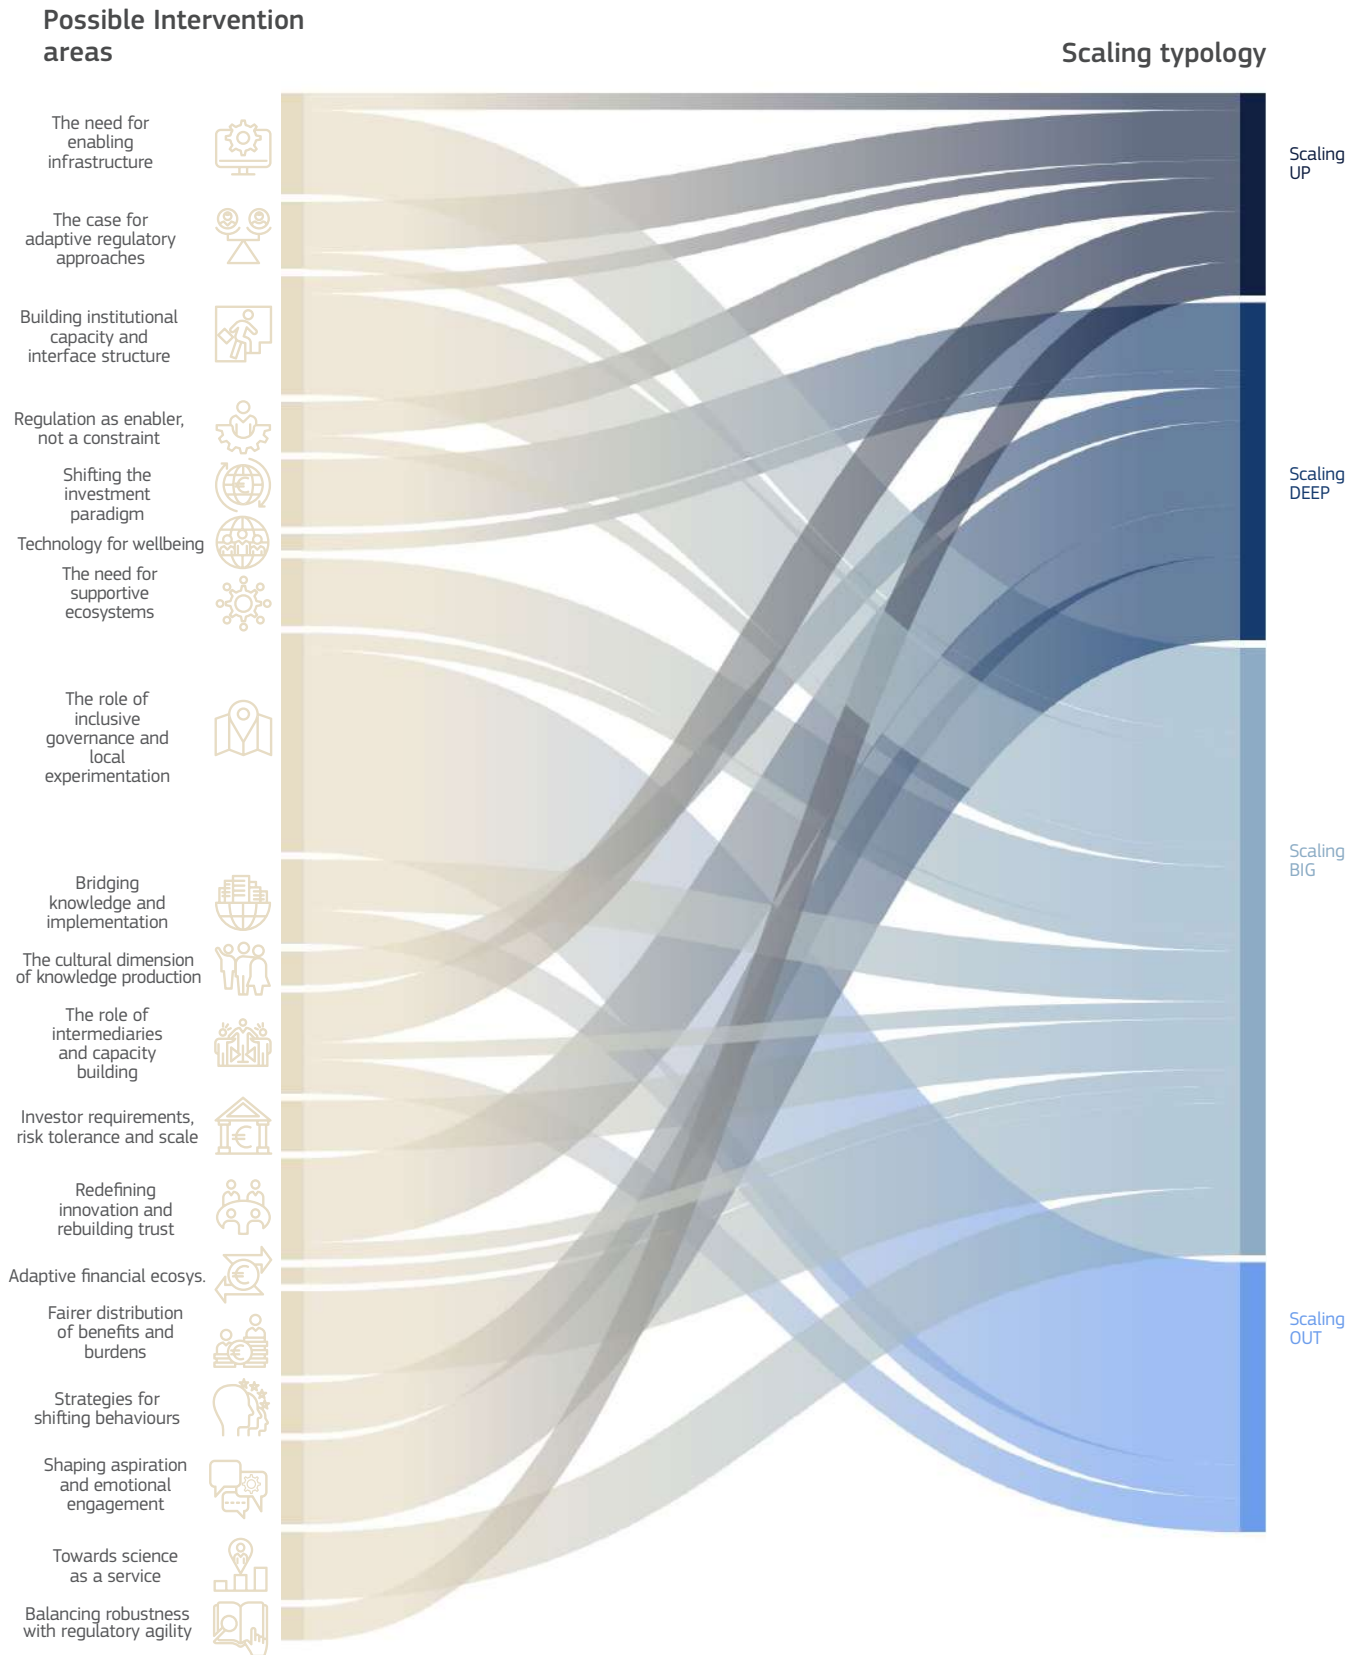 Possible Intervention
areas
Scaling typology
The need for
enabling
infrastructure
The case for
adaptive regulatory
approaches
Building institutional
capacity and
interface structure
Regulation as enabler,
not a constraint
Shifting the
investment
paradigm
Technology for wellbeing
The need for
supportive
ecosystems
The role of
inclusive
governance and
local
experimentation
Bridging
knowledge and
implementation
The cultural dimension
of knowledge production
The role of
intermediaries
and capacity
building
Investor requirements,
risk tolerance and scale
Redefining
innovation and
rebuilding trust
Adaptive financial ecosys.
Fairer distribution
of benefits and
burdens
Strategies for
shifting behaviours
Shaping aspiration
and emotional
engagement
Towards science
as a service
Balancing robustness
with regulatory agility
Scaling
UP
Scaling
DEEP
Scaling
BIG
Scaling
OUT